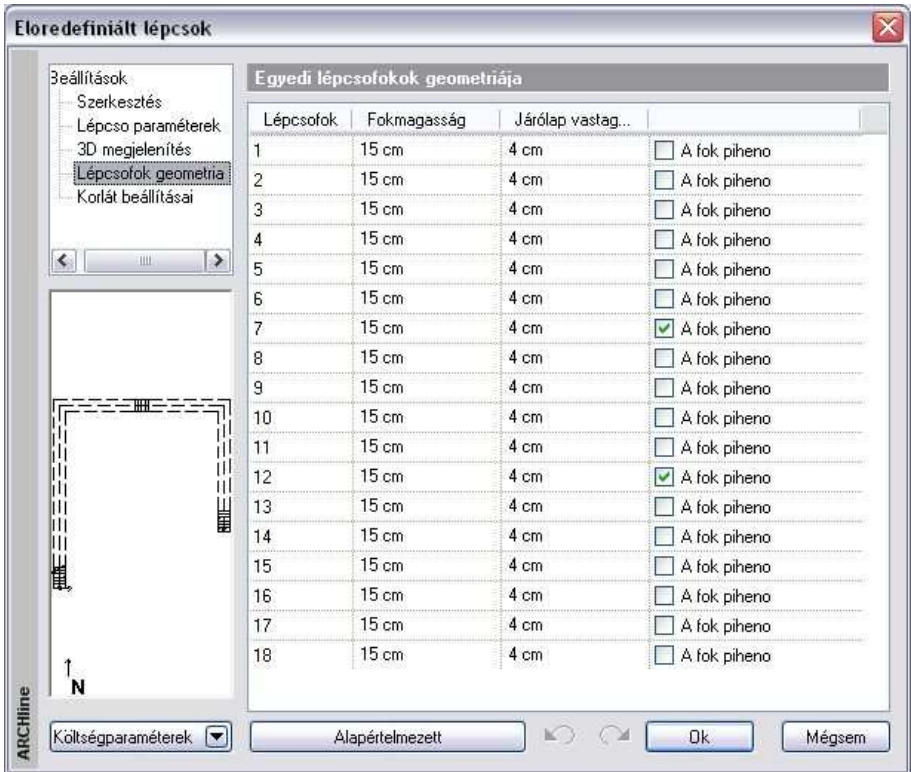 Eloredefiniált lépcsok
Beállítások
Szerkesztés
Lépcso paraméterek
3D megjelenítés
Lépcsofok geometria
Korlát beállításai
Egyedi lépcsofokok geometriája
Lépcsofok Fokmagasság Járólap vastag...
1 15 cm 4 cm A fok piheno
2 15 cm 4 cm A fok piheno
3 15 cm 4 cm A fok piheno
4 15 cm 4 cm A fok piheno
5 15 cm 4 cm A fok piheno
6 15 cm 4 cm A fok piheno
7 15 cm 4 cm A fok piheno
8 15 cm 4 cm A fok piheno
9 15 cm 4 cm A fok piheno
10 15 cm 4 cm A fok piheno
11 15 cm 4 cm A fok piheno
12 15 cm 4 cm A fok piheno
13 15 cm 4 cm A fok piheno
14 15 cm 4 cm A fok piheno
15 15 cm 4 cm A fok piheno
16 15 cm 4 cm A fok piheno
17 15 cm 4 cm A fok piheno
18 15 cm 4 cm A fok piheno
N
ARCHline
Költségparaméterek Alapértelmezett Ok Mégsem